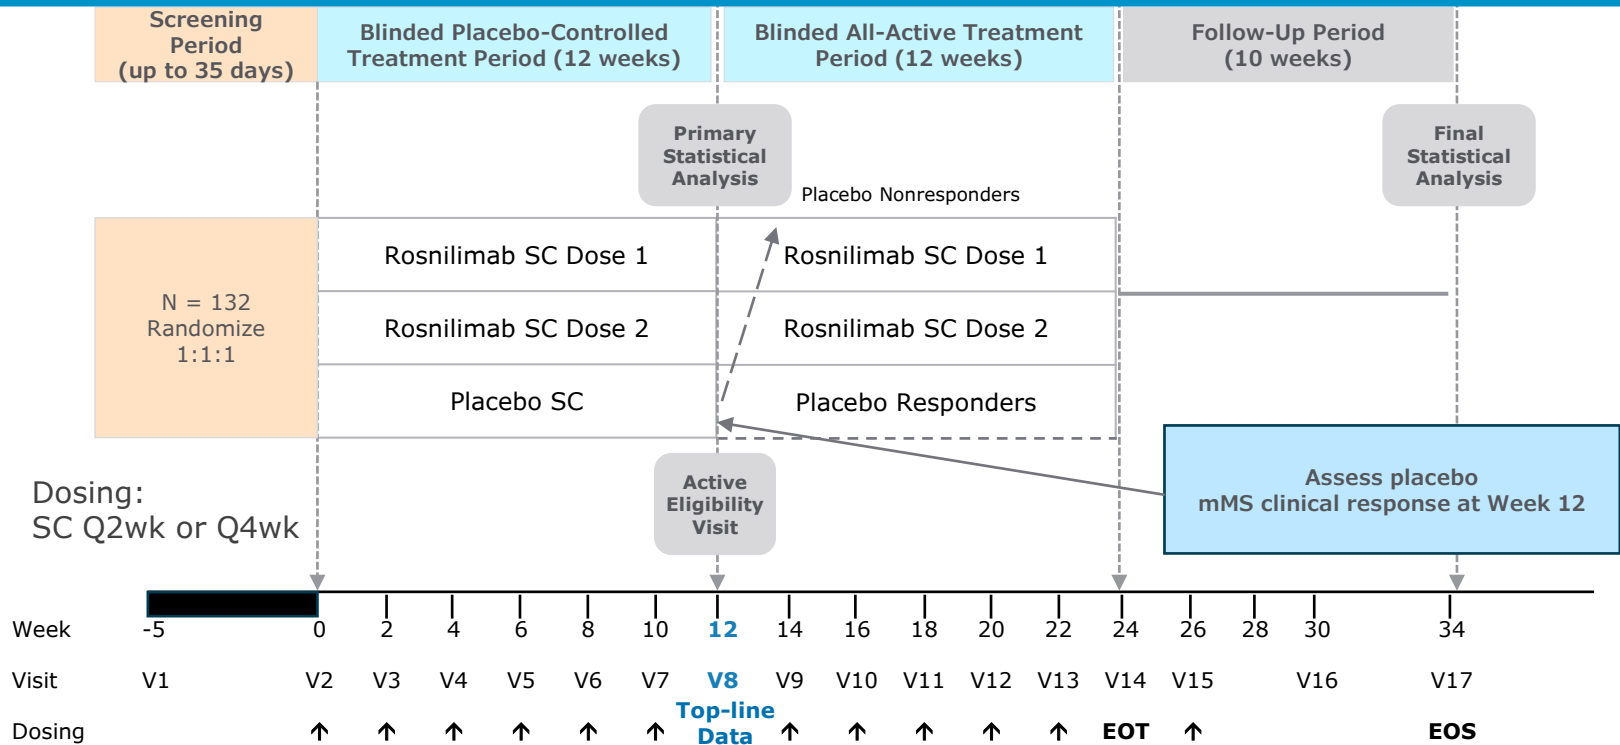 Screening
Period
(up to 35 days)
Blinded Placebo-Controlled
Treatment Period (12 weeks)
Blinded All-Active Treatment
Period (12 weeks)
Follow-Up Period
(10 weeks)
Primary
Statistical
Analysis
Final
Statistical
Analysis
Placebo Nonresponders
N = 132
Randomize
1:1:1
Rosnilimab SC Dose 1
Rosnilimab SC Dose 1
Rosnilimab SC Dose 2
Rosnilimab SC Dose 2
Placebo SC
Placebo Responders
Active
Eligibility
Visit
Assess placebo
mMS clinical response at Week 12
Dosing:
SC Q2wk or Q4wk
Week -5 0 2 4 6 8 10 12 14 16 18 20 22 24 26 28 30 34
Visit V1 V2 V3 V4 V5 V6 V7 V8 V9 V10 V11 V12 V13 V14 V15 V16 V17
Top-line
Data
Dosing ↑ ↑ ↑ ↑ ↑ ↑ ↑ ↑ ↑ ↑ ↑ EOT ↑ EOS